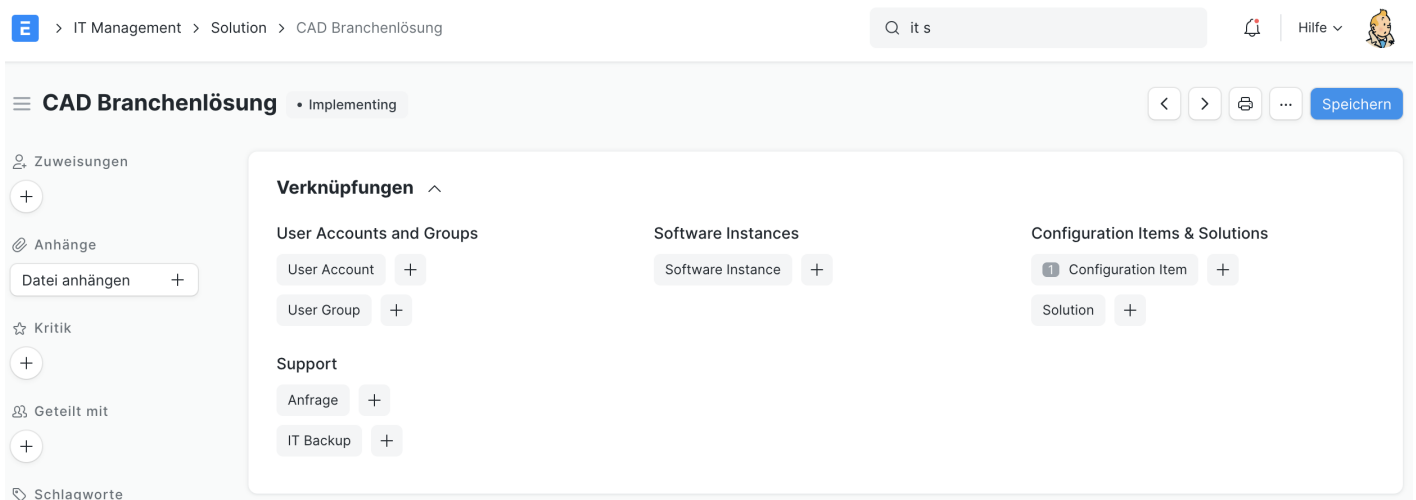 E > IT Management > Solution > CAD Branchenlösung it s Hilfe
CAD Branchenlösung • Implementing ... Speichern
Zuweisungen
+
Anhänge
Datei anhängen +
Kritik
+
Geteilt mit
+
Schlagworte
Verknüpfungen
User Accounts and Groups
User Account +
User Group +
Software Instances
Software Instance +
Configuration Items & Solutions
1 Configuration Item +
Solution +
Support
Anfrage +
IT Backup +